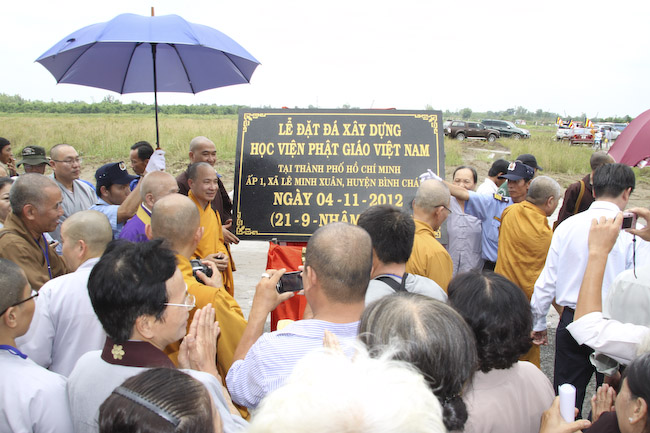 LỄ ĐẶT ĐÁ XÂY DỰNG
HỌC VIỆN PHẬT GIÁO VIỆT NAM
TẠI THÀNH PHỐ HỒ CHÍ MINH
ẤP 1, XÃ LÊ MINH XUÂN, HUYỆN BÌNH CHÁ
NGÀY 04-11-2012
(21-9-NHÂM